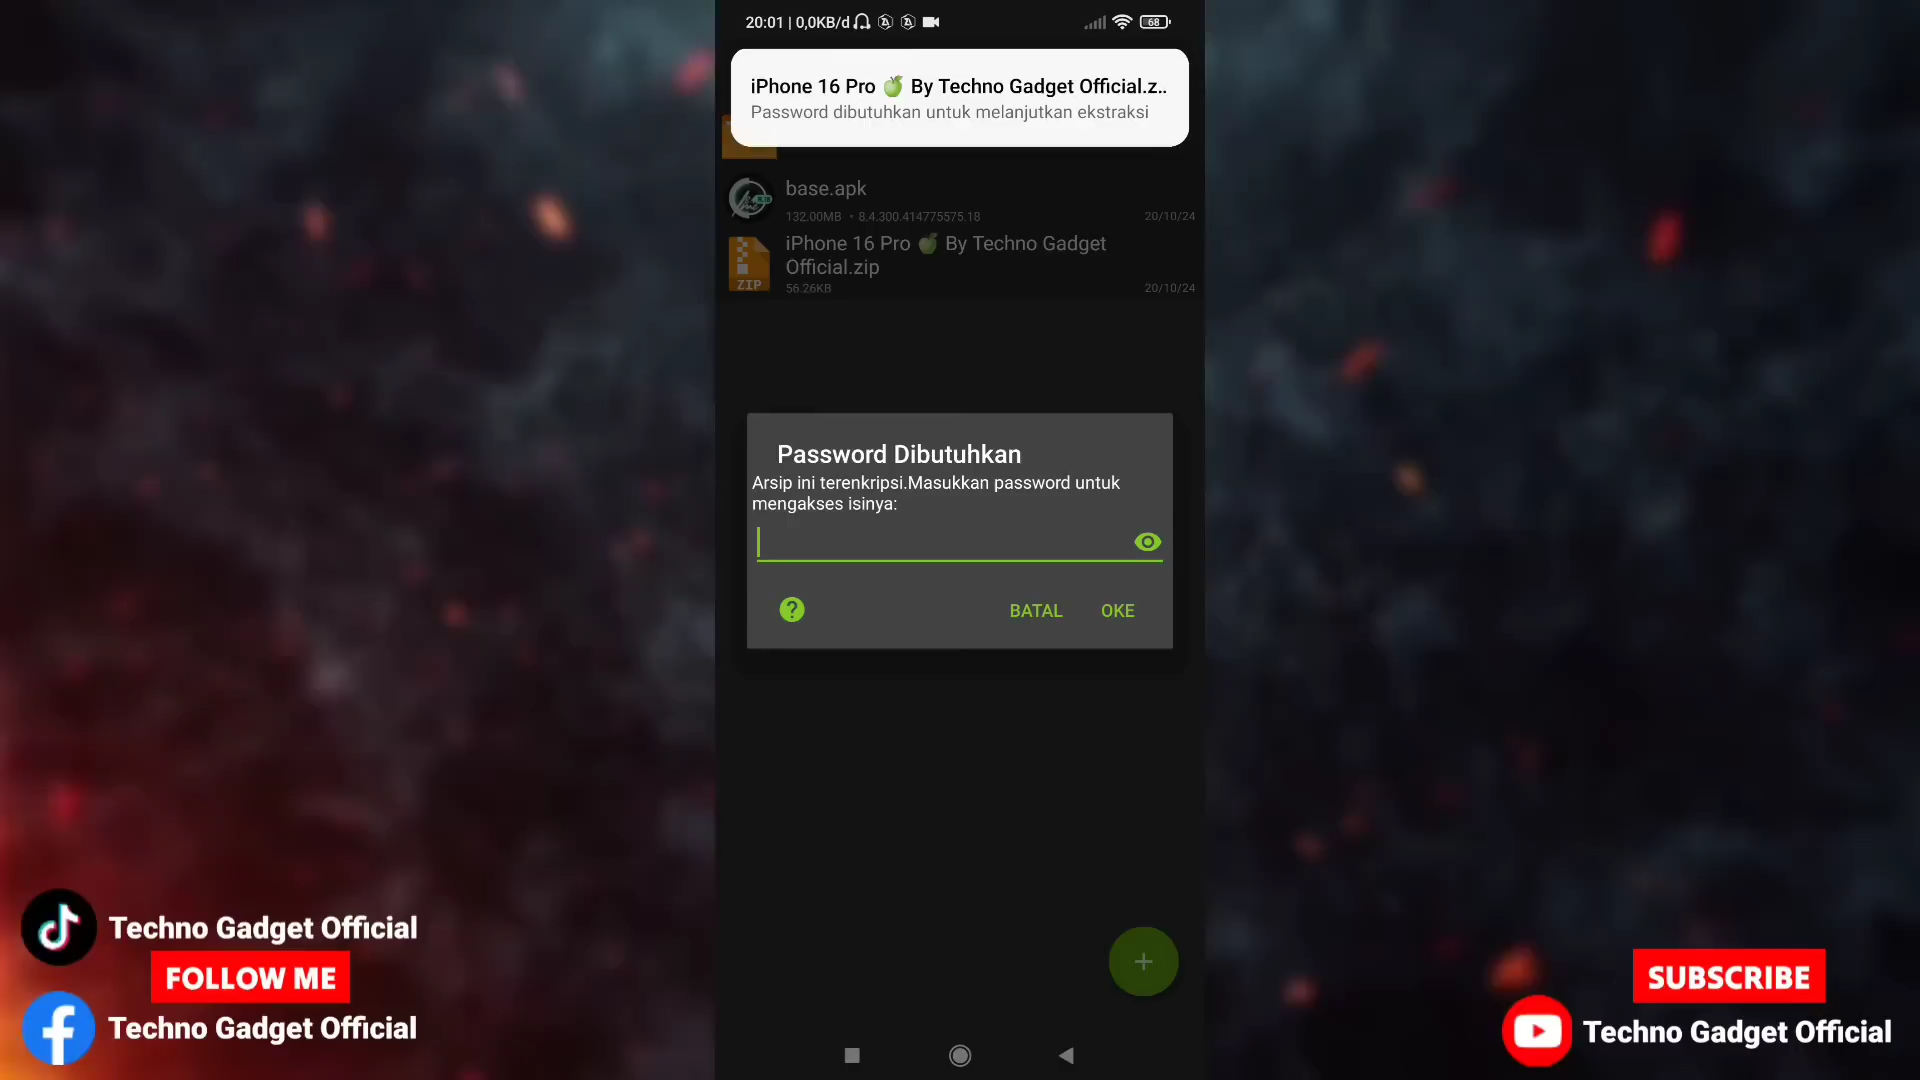 20:01 | 0,0KB/d
68
iPhone 16 Pro 🍏 By Techno Gadget Official.z..
Password dibutuhkan untuk melanjutkan ekstraksi
base.apk
132.00MB • 8.4.300.414775575.18
20/10/24
iPhone 16 Pro 🍏 By Techno Gadget
Official.zip
ZIP
56.26KB
20/10/24
Password Dibutuhkan
Arsip ini terenkripsi.Masukkan password untuk
mengakses isinya:
BATAL
OKE
Techno Gadget Official
FOLLOW ME
Techno Gadget Official
SUBSCRIBE
Techno Gadget Official